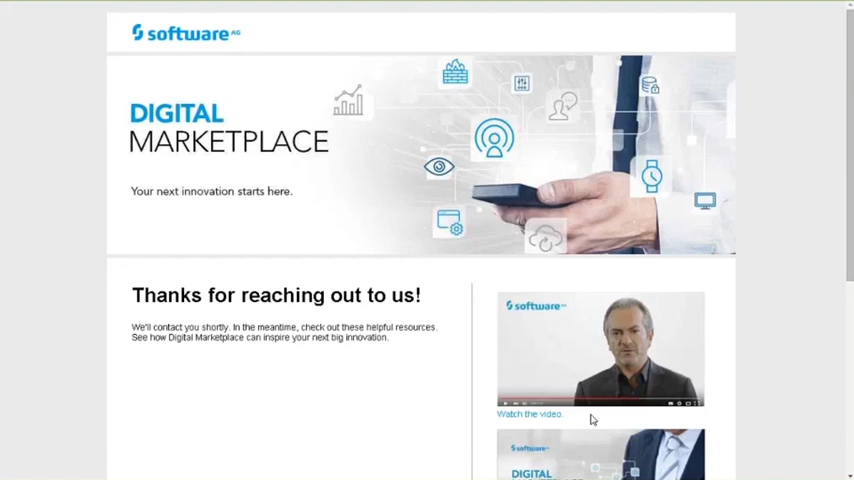 software AG
DIGITAL
MARKETPLACE
Your next innovation starts here.
Thanks for reaching out to us!
We'll contact you shortly. In the meantime, check out these helpful resources.
See how Digital Marketplace can inspire your next big innovation.
software
Watch the video.
software
DIGITAL